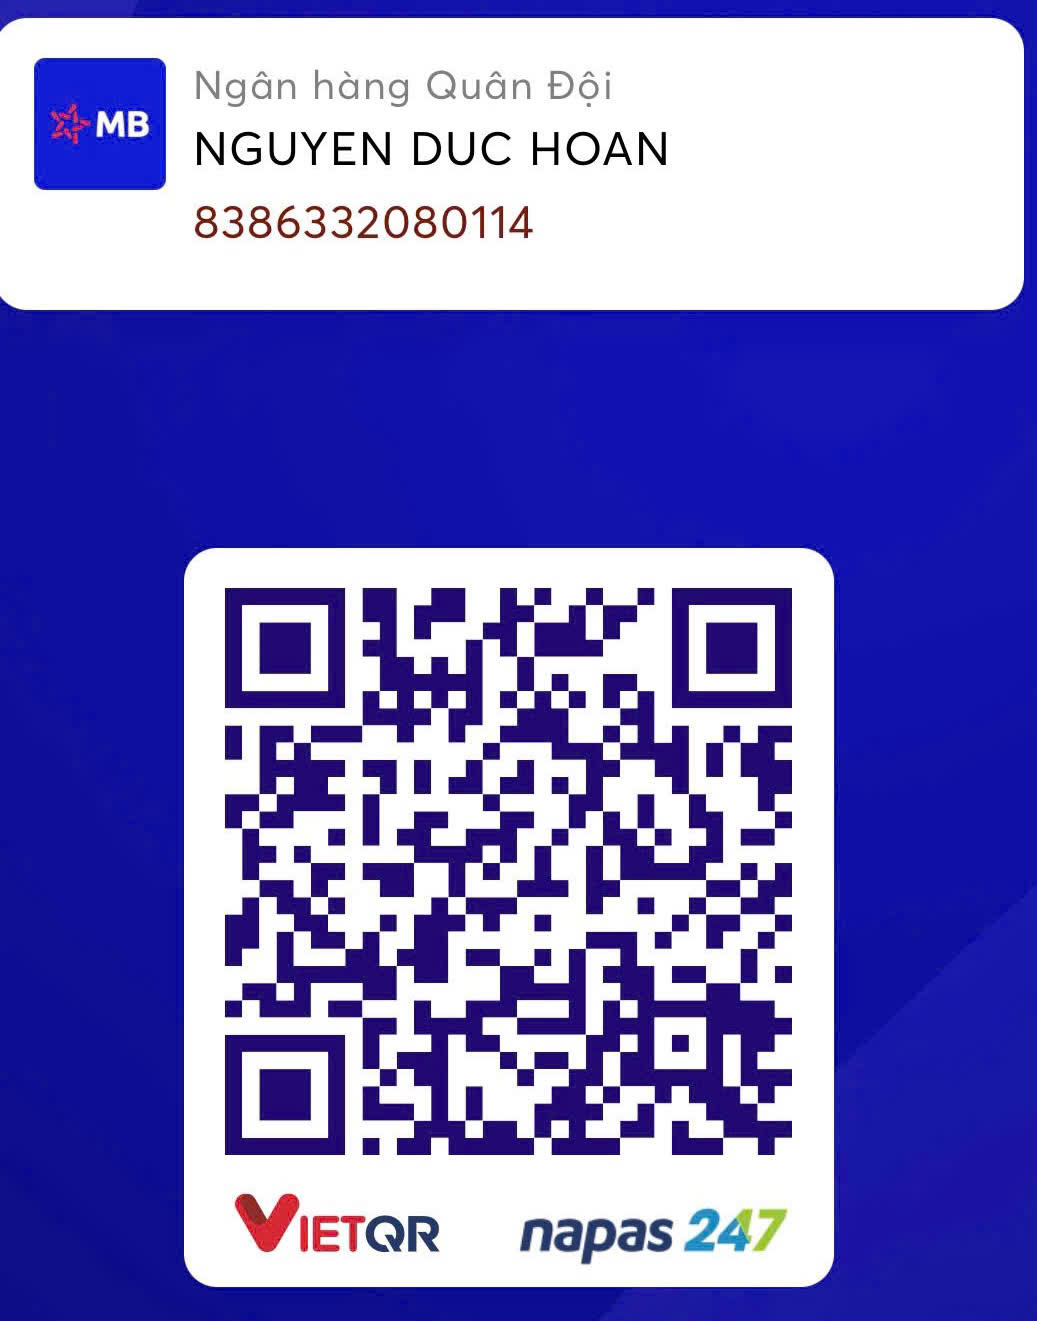 MB
Ngân hàng Quân Đội
NGUYEN DUC HOAN
8386332080114
VIETQR
napas 247